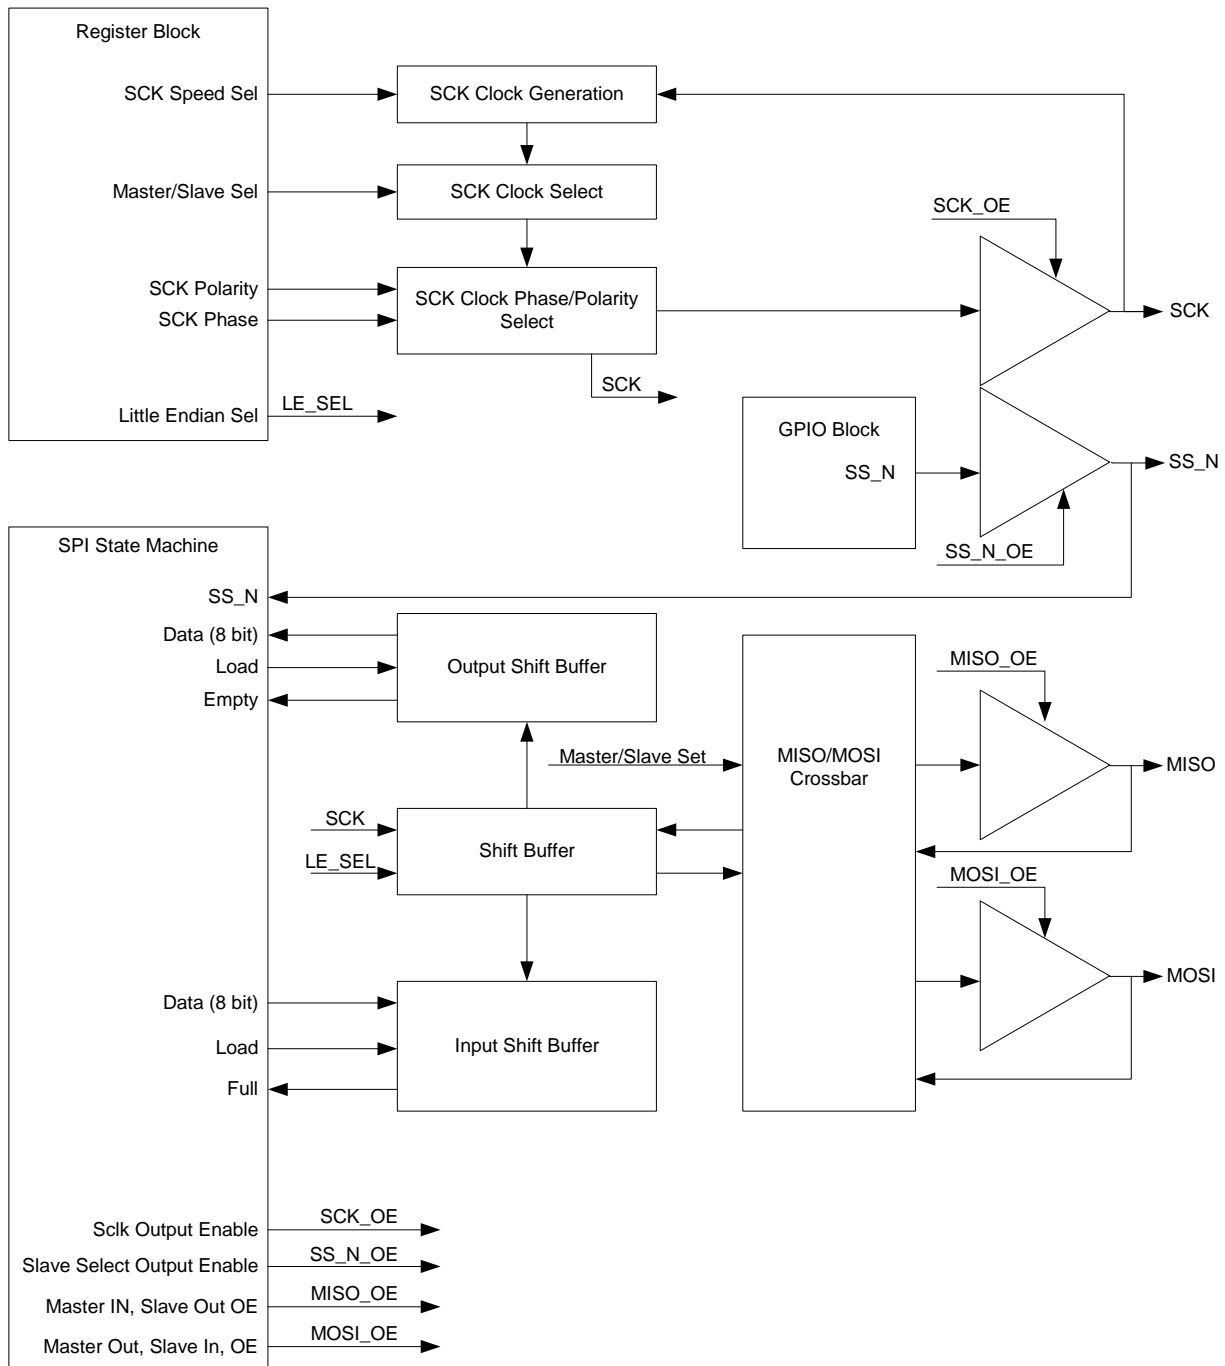 Register Block
SCK Speed Sel
SCK Clock Generation
Master/Slave Sel
SCK Clock Select
SCK_OE
SCK Polarity
SCK Phase
SCK Clock Phase/Polarity
Select
SCK
SCK
Little Endian Sel
LE_SEL
GPIO Block
SS_N
SS_N
SS_N_OE
SPI State Machine
SS_N
Data (8 bit)
Load
Empty
Output Shift Buffer
MISO_OE
Master/Slave Set
MISO/MOSI
Crossbar
MISO
SCK
LE_SEL
Shift Buffer
MOSI_OE
MOSI
Data (8 bit)
Load
Full
Input Shift Buffer
Sclk Output Enable
SCK_OE
Slave Select Output Enable
SS_N_OE
Master IN, Slave Out OE
MISO_OE
Master Out, Slave In, OE
MOSI_OE